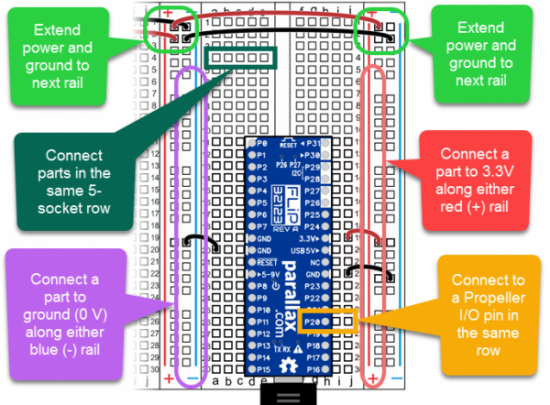 Extend
power and
ground to
next rail
Extend
power and
ground to
next rail
Connect
parts in the
same 5-
socket row
Connect a
part to 3.3V
along either
red (+) rail
Connect a
part to
ground (0 V)
along either
blue (-) rail
Connect to
a Propeller
I/O pin in
the same
row
RESET
P0
P1
P2
P3
P4
P5
P6
P7
GND
GND
RESET
5-9V
P8
P9
P10
P11
P12
P13
P14
P15
P31
P30
P29
P28
P27
P26
P25
P24
3.3V
USB5V
NC
GND
P23
P22
P21
P20
P19
P18
P17
P16
P26 P27
32123
FLiP
REV A
parallax
.com
TX RX
i j
a b c d e
f g h i j
a b
i j
a b c d e
f g h i j
a b